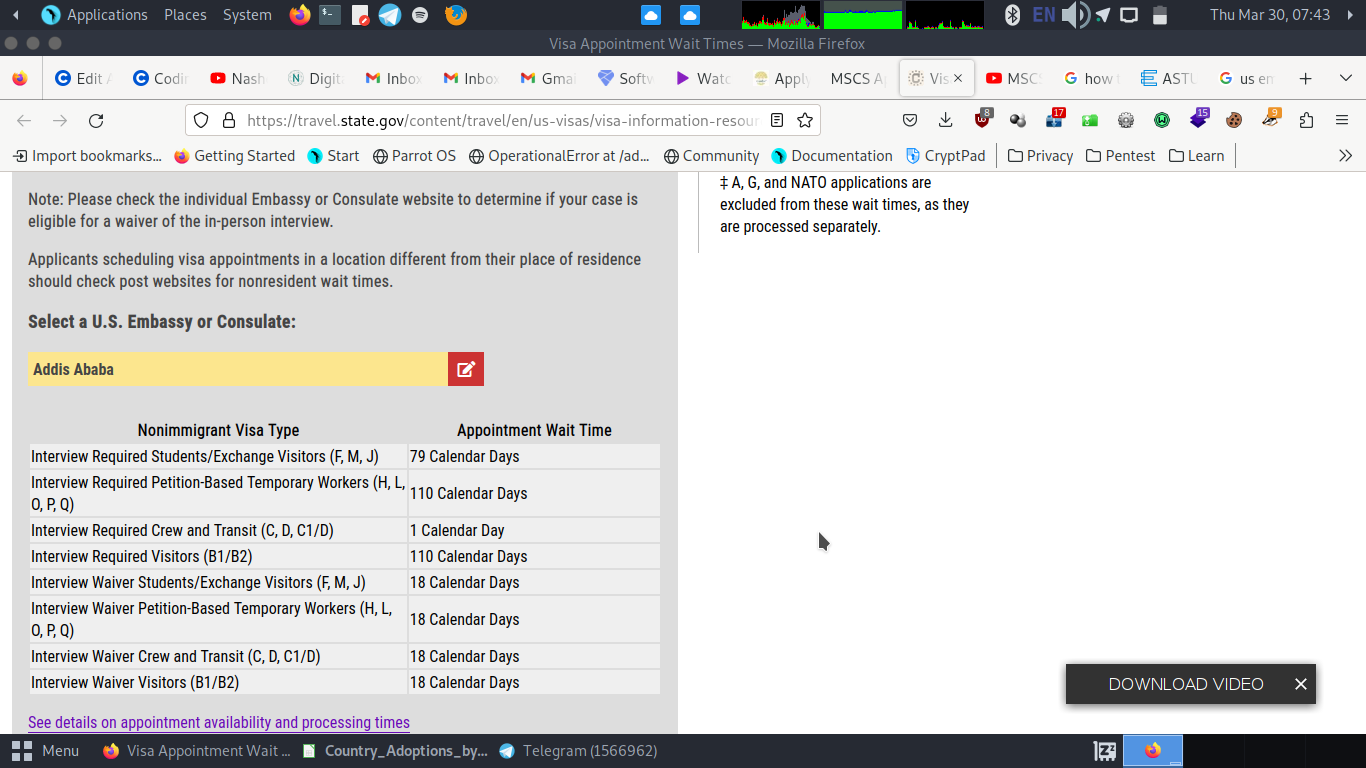 Applications Places System
EN
Thu Mar 30, 07:43
Visa Appointment Wait Times — Mozilla Firefox
Edit A
Codin
Nash
Digit
Inbox
Inbox
Gmai
Softw
Watc
Apply
MSCS A
Vis
MSCS
how t
ASTU
us em
https://travel.state.gov/content/travel/en/us-visas/visa-information-resour
8
17
15
9
Import bookmarks...
Getting Started
Start
Parrot OS
OperationalError at /ad...
Community
Documentation
CryptPad
Privacy
Pentest
Learn
Note: Please check the individual Embassy or Consulate website to determine if your case is
eligible for a waiver of the in-person interview.
Applicants scheduling visa appointments in a location different from their place of residence
should check post websites for nonresident wait times.
Select a U.S. Embassy or Consulate:
Addis Ababa
Nonimmigrant Visa Type Appointment Wait Time
Interview Required Students/Exchange Visitors (F, M, J) 79 Calendar Days
Interview Required Petition-Based Temporary Workers (H, L,
O, P, Q) 110 Calendar Days
Interview Required Crew and Transit (C, D, C1/D) 1 Calendar Day
Interview Required Visitors (B1/B2) 110 Calendar Days
Interview Waiver Students/Exchange Visitors (F, M, J) 18 Calendar Days
Interview Waiver Petition-Based Temporary Workers (H, L,
O, P, Q) 18 Calendar Days
Interview Waiver Crew and Transit (C, D, C1/D) 18 Calendar Days
Interview Waiver Visitors (B1/B2) 18 Calendar Days
See details on appointment availability and processing times
‡ A, G, and NATO applications are
excluded from these wait times, as they
are processed separately.
DOWNLOAD VIDEO
Menu
Visa Appointment Wait ...
Country_Adoptions_by...
Telegram (1566962)